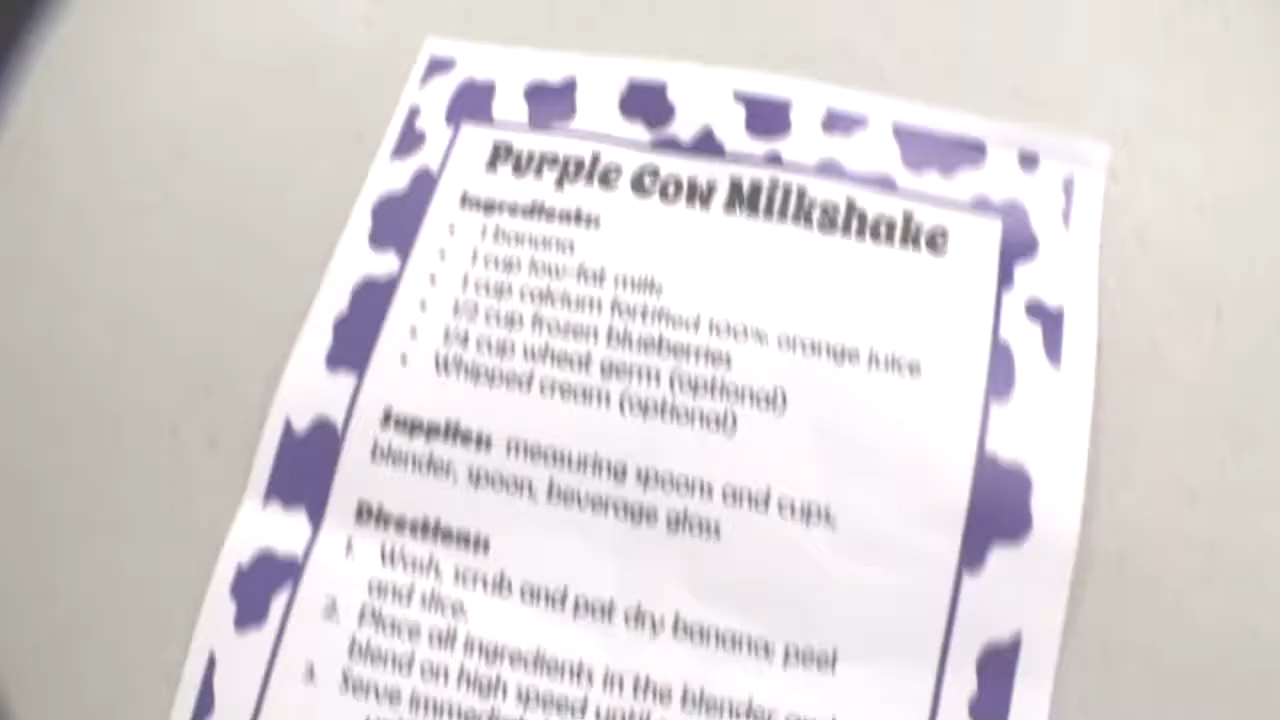 Purple Cow Milkshake
Ingredients:
1 banana
1 cup low-fat milk
1 cup calcium fortified 100% orange juice
1/2 cup frozen blueberries
1/4 cup wheat germ (optional)
Whipped cream (optional)
Supplies: measuring spoons and cups,
blender, spoon, beverage glass
Directions:
1. Wash, scrub and pat dry banana; peel
and slice.
2. Place all ingredients in the blender and
blend on high speed until
3. Serve